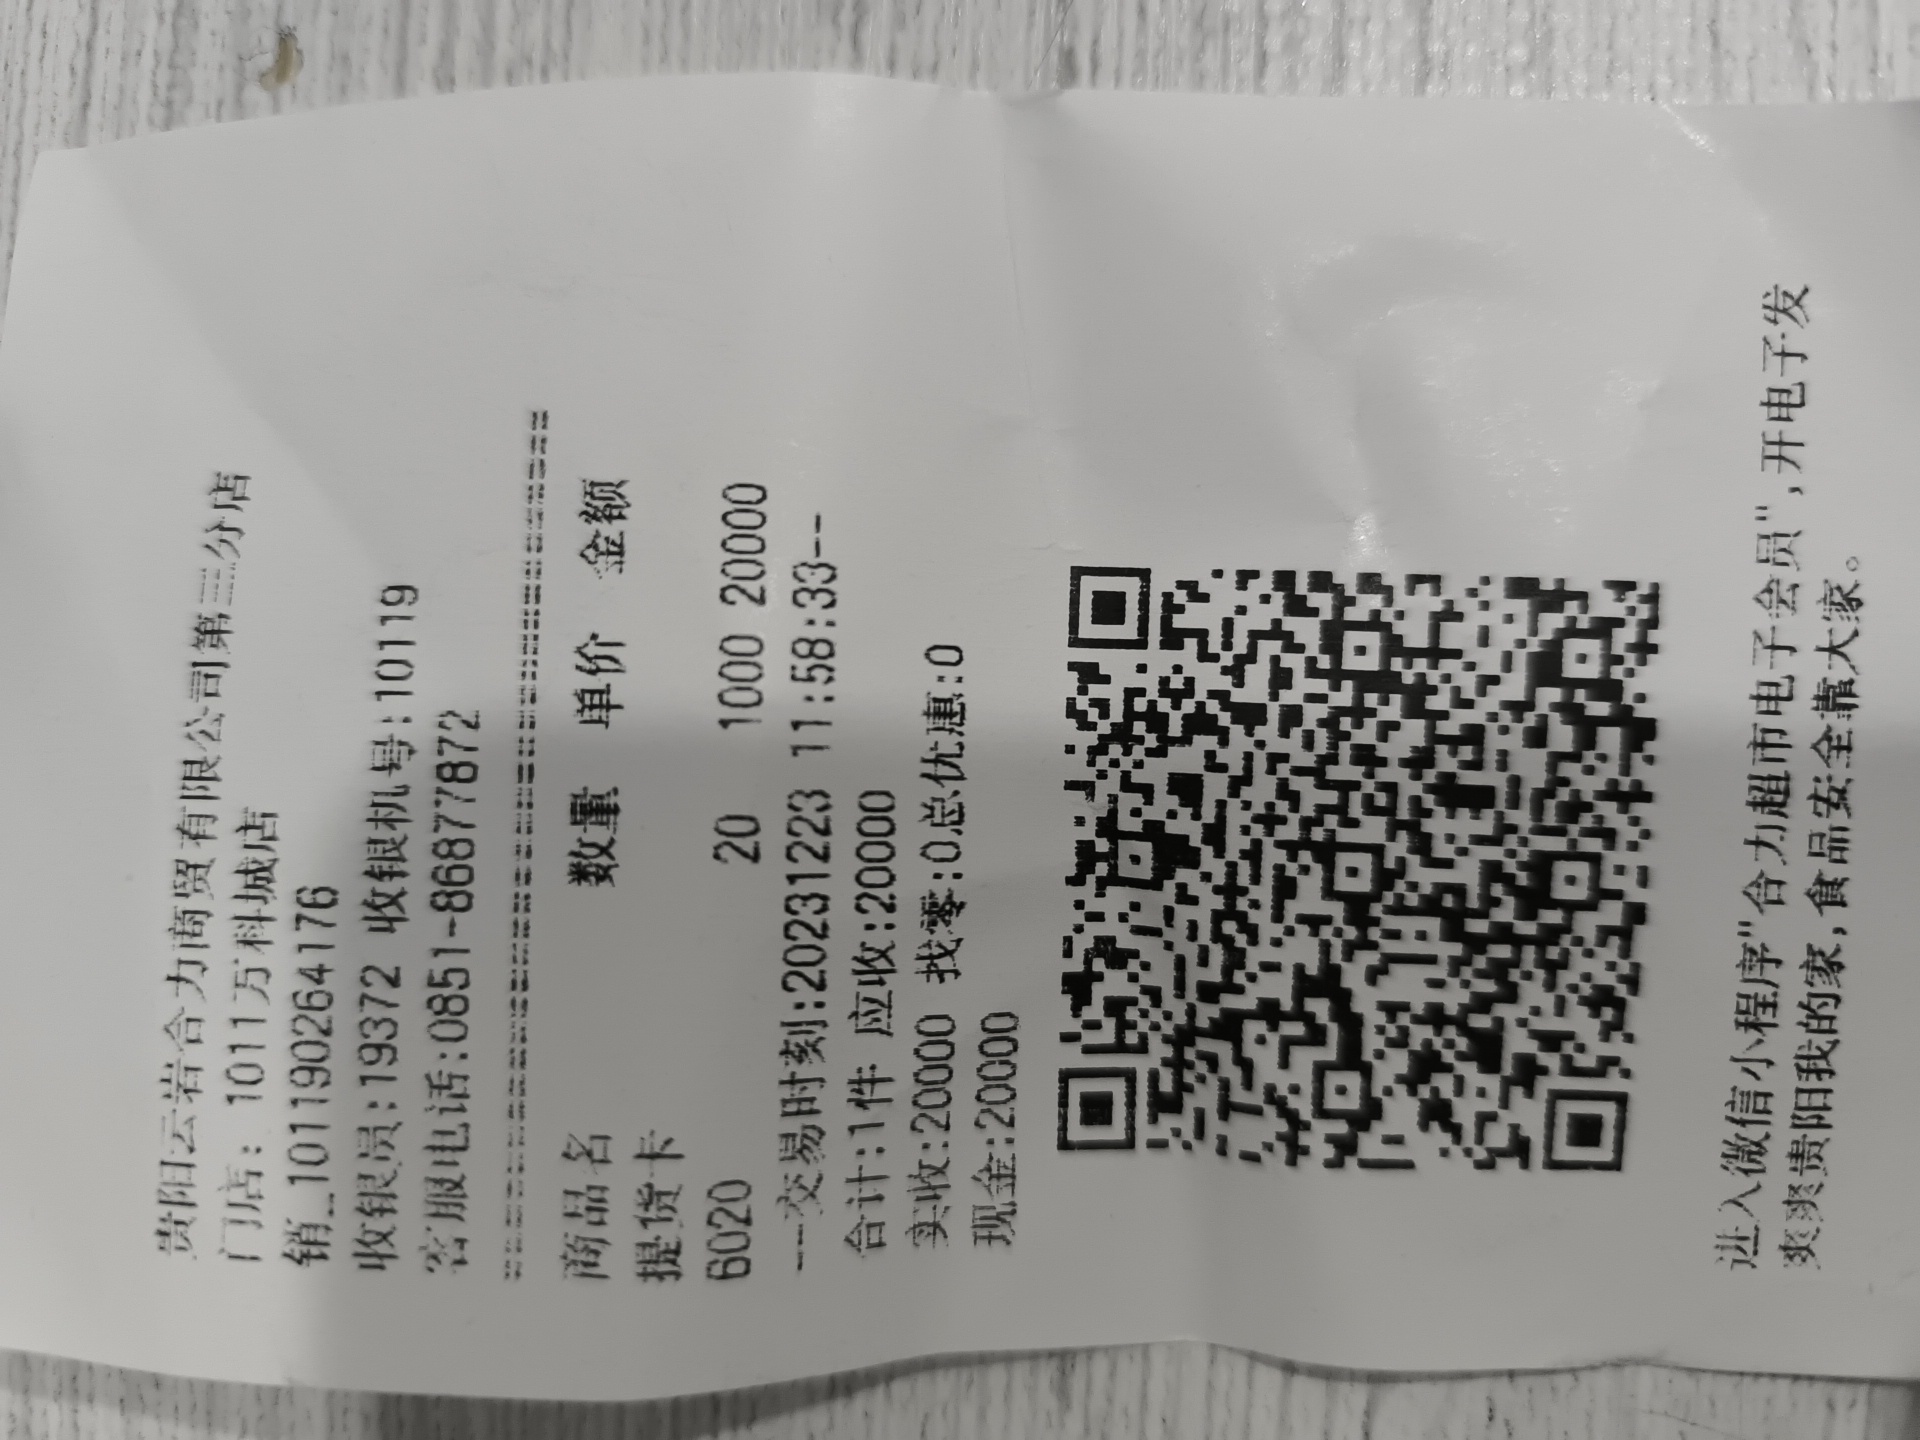 贵阳云岩合力商贸有限公司第三分店
门店: 1011万科城店
销_101190264176
收银员:19372 收银机号:10119
客服电话:0851-86877872
商品名 数量 单价 金额
提货卡
6020 20 1000 20000
--交易时刻:20231223 11:58:33--
合计:1件 应收:20000
实收:20000 找零:0总优惠:0
现金:20000
进入微信小程序"合力超市电子会员",开电子发
爽爽贵阳我的家,食品安全靠大家。